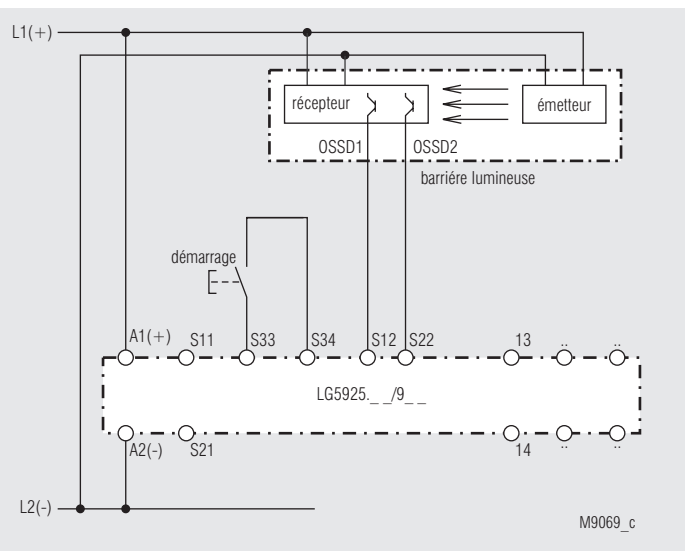 L1(+)
récepteur
émetteur
OSSD1
OSSD2
barriére lumineuse
démarrage
A1(+)
S11
S33
S34
S12
S22
13
..
..
LG5925._ _/9_ _
A2(-)
S21
14
..
..
L2(-)
M9069_c